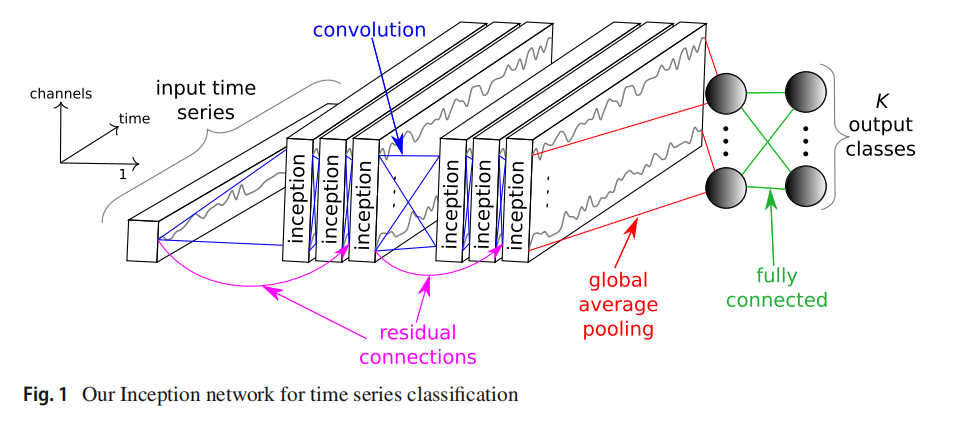 convolution
channels
time
1
input time
series
inception
inception
inception
inception
inception
inception
K
output
classes
global
average
pooling
fully
connected
residual
connections
Fig. 1 Our Inception network for time series classification